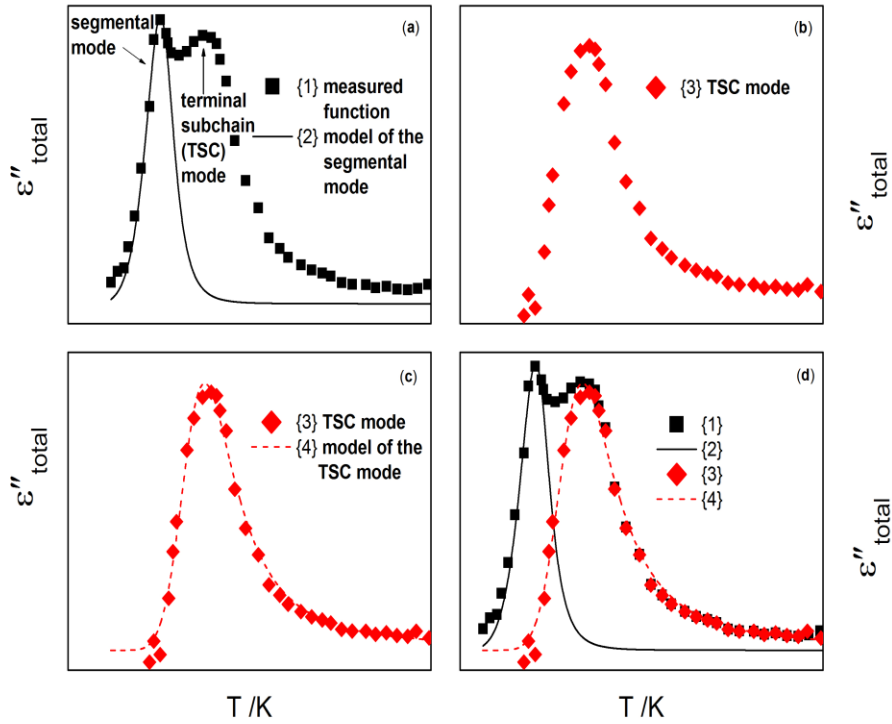 segmental
mode
(a)
{1} measured
function
{2} model of the
segmental
mode
terminal
subchain
(TSC)
mode
ε″ total
(b)
{3} TSC mode
ε″ total
(c)
{3} TSC mode
{4} model of the
TSC mode
ε″ total
T /K
(d)
{1}
{2}
{3}
{4}
ε″ total
T /K